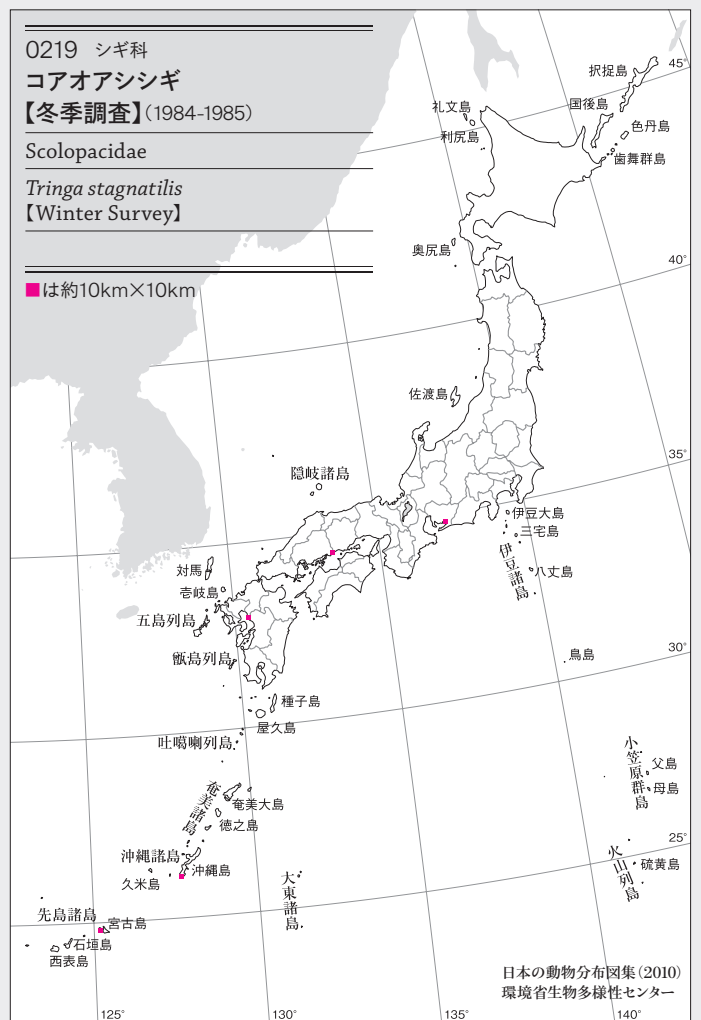 0219 シギ科
コアオアシシギ
【冬季調査】(1984-1985)
Scolopacidae
Tringa stagnatilis
【Winter Survey】
■は約10km×10km
択捉島
45°
国後島
礼文島
色丹島
利尻島
歯舞群島
奥尻島
40°
佐渡島
35°
隠岐諸島
伊豆大島
三宅島
伊豆諸島
八丈島
対馬
壱岐島
五島列島
甑島列島
鳥島
30°
種子島
屋久島
吐噶喇列島
小笠原群島
父島
母島
奄美諸島
奄美大島
徳之島
25°
沖縄諸島
沖縄島
久米島
火山列島
硫黄島
大東諸島
先島諸島
宮古島
石垣島
西表島
日本の動物分布図集(2010)
環境省生物多様性センター
125°
130°
135°
140°